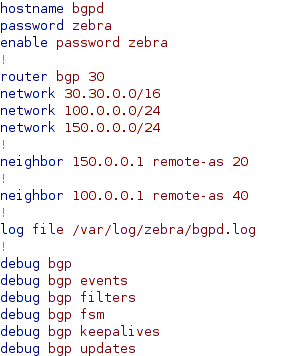 hostname bgpd
password zebra
enable password zebra
!
router bgp 30
network 30.30.0.0/16
network 100.0.0.0/24
network 150.0.0.0/24
!
neighbor 150.0.0.1 remote-as 20
!
neighbor 100.0.0.1 remote-as 40
!
log file /var/log/zebra/bgpd.log
!
debug bgp
debug bgp events
debug bgp filters
debug bgp fsm
debug bgp keepalives
debug bgp updates